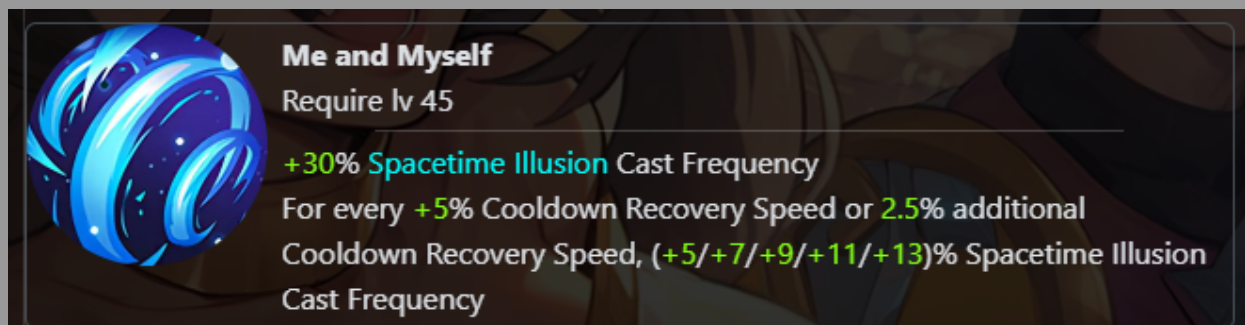 Me and Myself
Require lv 45
+30% Spacetime Illusion Cast Frequency
For every +5% Cooldown Recovery Speed or 2.5% additional
Cooldown Recovery Speed, (+5/+7/+9/+11/+13)% Spacetime Illusion
Cast Frequency